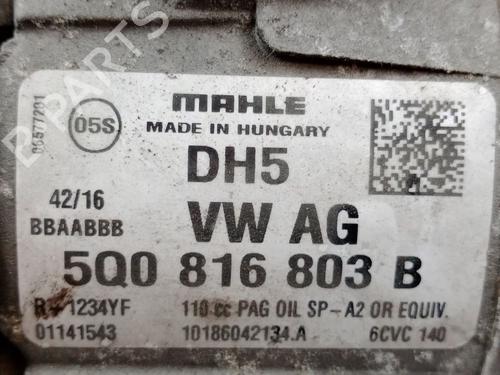 B-PARTS
MAHLE
05S
MADE IN HUNGARY
DH5
42/16
BBAABBB
VW AG
5Q0 816 803 B
1234YF 110 cc PAG OIL SP-A2 OR EQUIV.
01141543 10186042134.A 6CVC 140